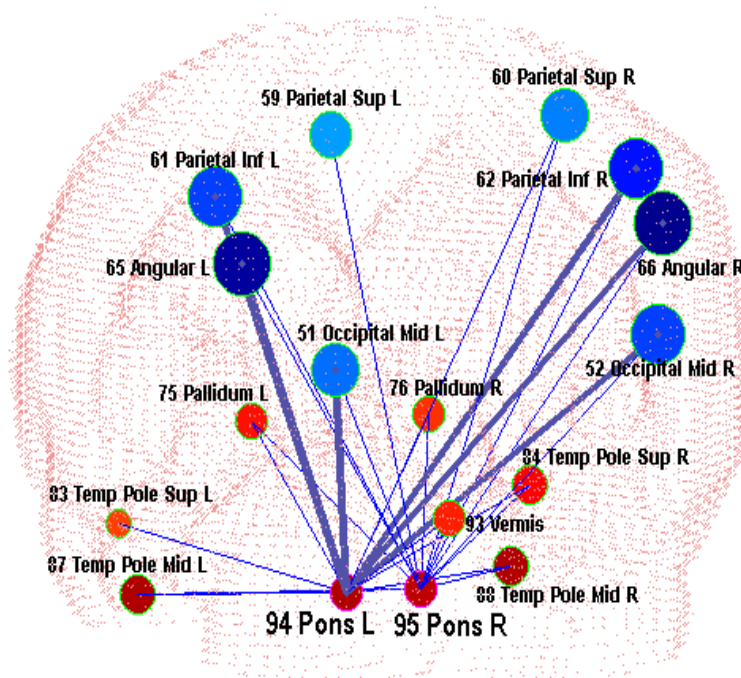 60 Parietal Sup R
59 Parietal Sup L
61 Parietal Inf L
62 Parietal Inf R
65 Angular L
66 Angular R
51 Occipital Mid L
52 Occipital Mid R
75 Pallidum L
76 Pallidum R
84 Temp Pole Sup R
83 Temp Pole Sup L
93 Vermis
87 Temp Pole Mid L
88 Temp Pole Mid R
94 Pons L
95 Pons R